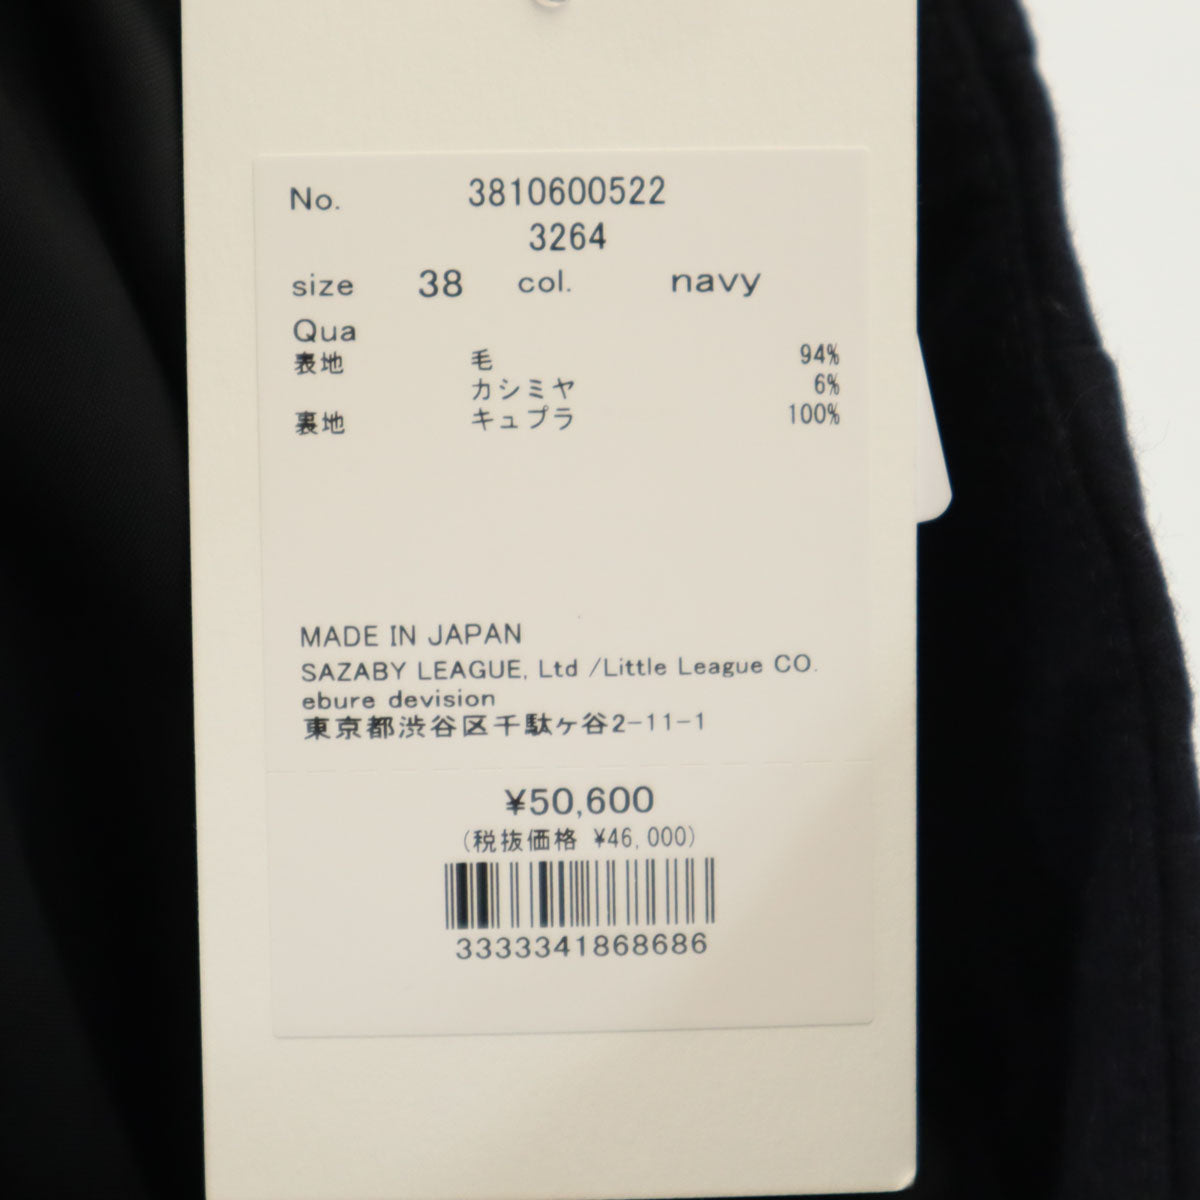 No. 3810600522
3264
size 38 col. navy
Qua
表地 毛 94%
カシミヤ 6%
裏地 キュプラ 100%
MADE IN JAPAN
SAZABY LEAGUE, Ltd /Little League CO.
ebure devision
東京都渋谷区千駄ヶ谷2-11-1
¥50,600
(税抜価格 ¥46,000)
3333341868686